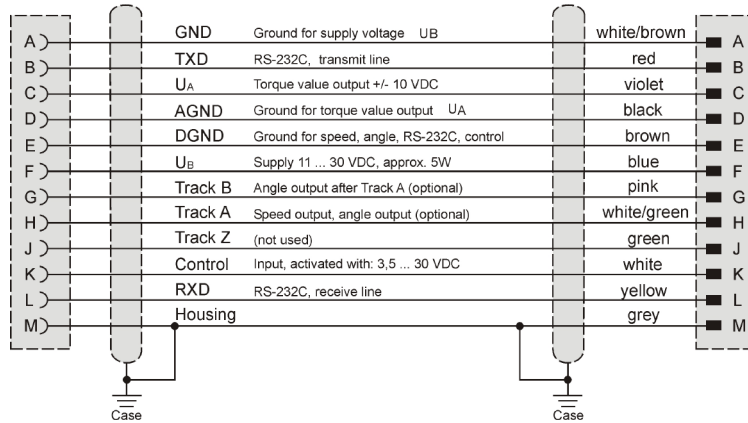 A GND Ground for supply voltage UB white/brown A
B TXD RS-232C, transmit line red B
C UA Torque value output +/- 10 VDC violet C
D AGND Ground for torque value output UA black D
E DGND Ground for speed, angle, RS-232C, control brown E
F UB Supply 11 ... 30 VDC, approx. 5W blue F
G Track B Angle output after Track A (optional) pink G
H Track A Speed output, angle output (optional) white/green H
J Track Z (not used) green J
K Control Input, activated with: 3,5 ... 30 VDC white K
L RXD RS-232C, receive line yellow L
M Housing grey M
Case Case